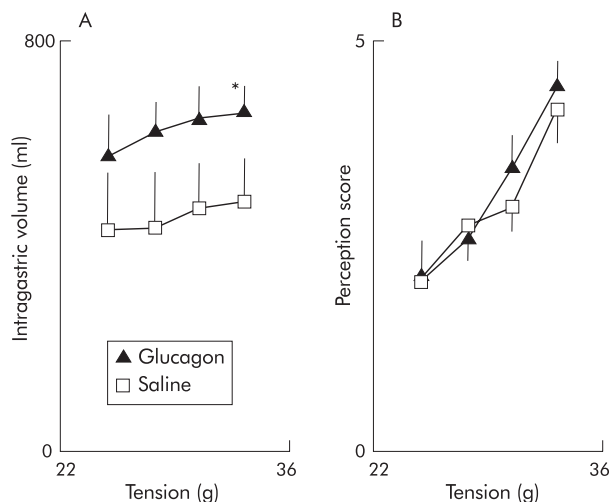 A
800
Intragastric volume (ml)
*
▲ Glucagon
□ Saline
0
22
36
Tension (g)
B
5
Perception score
0
22
36
Tension (g)